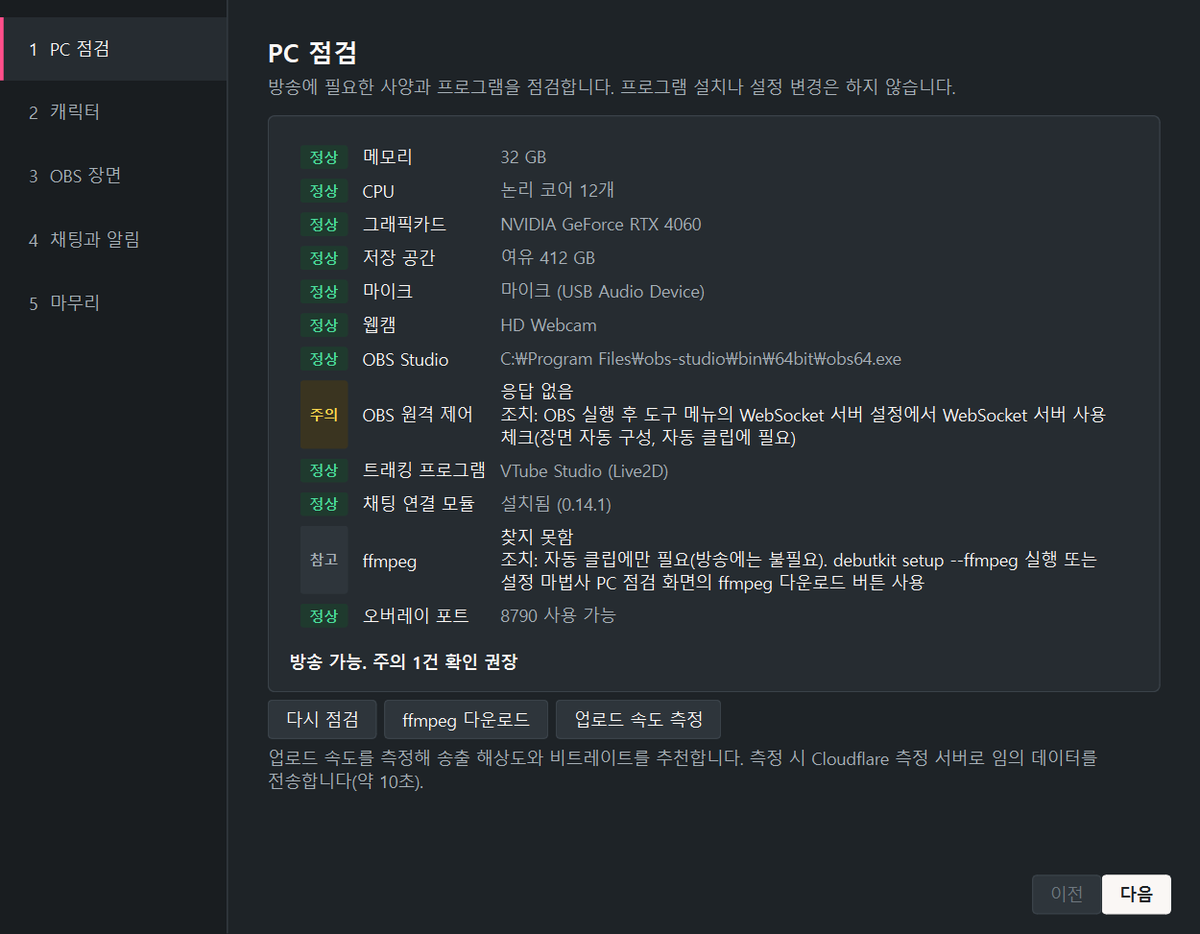 1 PC 점검
2 캐릭터
3 OBS 장면
4 채팅과 알림
5 마무리
PC 점검
방송에 필요한 사양과 프로그램을 점검합니다. 프로그램 설치나 설정 변경은 하지 않습니다.
정상 메모리 32 GB
정상 CPU 논리 코어 12개
정상 그래픽카드 NVIDIA GeForce RTX 4060
정상 저장 공간 여유 412 GB
정상 마이크 마이크 (USB Audio Device)
정상 웹캠 HD Webcam
정상 OBS Studio C:₩Program Files₩obs-studio₩bin₩64bit₩obs64.exe
주의 OBS 원격 제어 응답 없음
조치: OBS 실행 후 도구 메뉴의 WebSocket 서버 설정에서 WebSocket 서버 사용
체크(장면 자동 구성, 자동 클립에 필요)
정상 트래킹 프로그램 VTube Studio (Live2D)
정상 채팅 연결 모듈 설치됨 (0.14.1)
참고 ffmpeg 찾지 못함
조치: 자동 클립에만 필요(방송에는 불필요). debutkit setup --ffmpeg 실행 또는
설정 마법사 PC 점검 화면의 ffmpeg 다운로드 버튼 사용
정상 오버레이 포트 8790 사용 가능
방송 가능. 주의 1건 확인 권장
다시 점검 ffmpeg 다운로드 업로드 속도 측정
업로드 속도를 측정해 송출 해상도와 비트레이트를 추천합니다. 측정 시 Cloudflare 측정 서버로 임의 데이터를
전송합니다(약 10초).
이전 다음